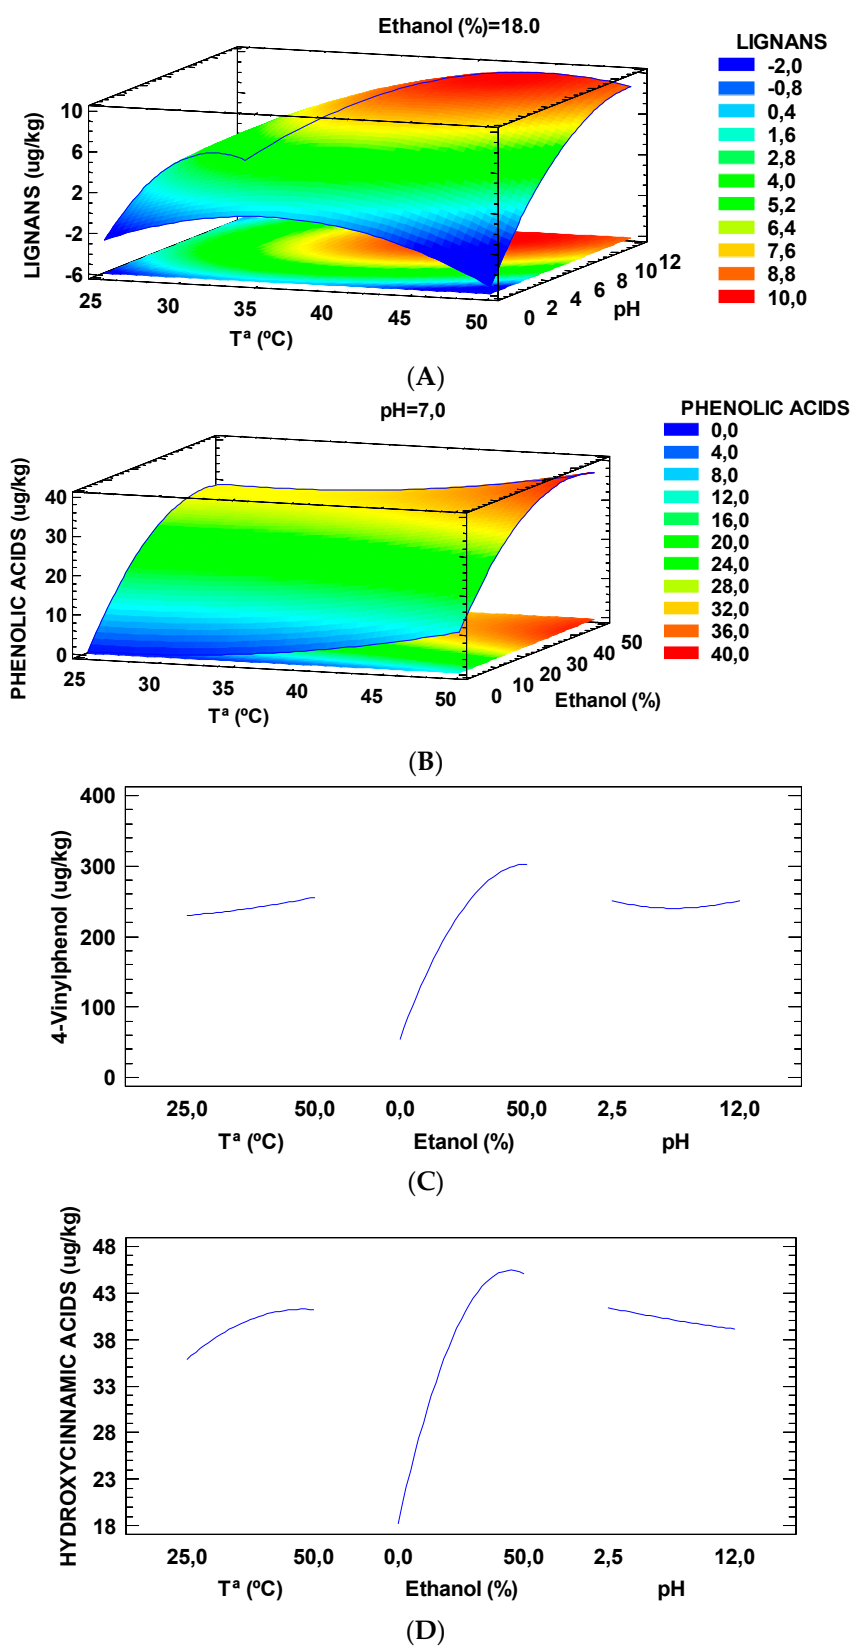 Ethanol (%)=18.0
LIGNANS
-2,0
-0,8
0,4
1,6
2,8
4,0
5,2
6,4
7,6
8,8
10,0
LIGNANS (ug/kg)
10
6
2
-2
-6
25 30 35 40 45 50
Tª (ºC)
0 2 4 6 8 10 12
pH
(A)
pH=7,0
PHENOLIC ACIDS
0,0
4,0
8,0
12,0
16,0
20,0
24,0
28,0
32,0
36,0
40,0
PHENOLIC ACIDS (ug/kg)
40
30
20
10
0
25 30 35 40 45 50
Tª (ºC)
0 10 20 30 40 50
Ethanol (%)
(B)
4-Vinylphenol (ug/kg)
400
300
200
100
0
25,0 50,0 0,0 50,0 2,5 12,0
Tª (ºC) Etanol (%) pH
(C)
HYDROXYCINNAMIC ACIDS (ug/kg)
48
43
38
33
28
23
18
25,0 50,0 0,0 50,0 2,5 12,0
Tª (ºC) Ethanol (%) pH
(D)